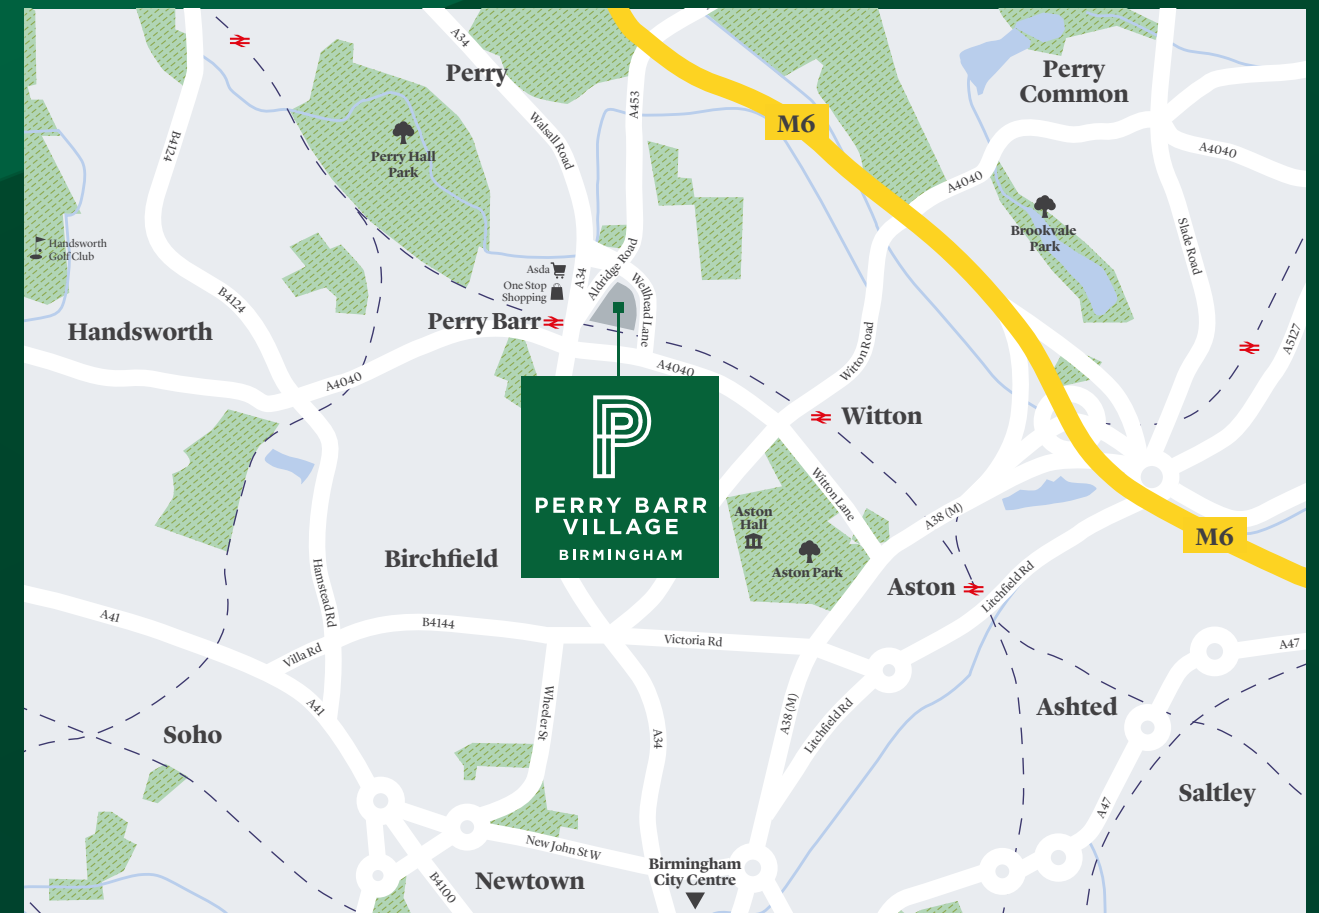 A34
Perry
A453
Walsall Road
M6
Perry
Common
B4124
Perry Hall
Park
A4040
A4040
Brookvale
Park
Slade Road
Handsworth
Golf Club
Asda
One Stop
Shopping
A34
Aldridge Road
Wellhead Lane
B4124
Handsworth
Perry Barr
Witton Road
A5127
A4040
A4040
Witton
P
PERRY BARR
VILLAGE
BIRMINGHAM
Witton Lane
Aston
Hall
Aston Park
A38 (M)
M6
Birchfield
Hamstead Rd
Aston
Litchfield Rd
A41
B4144
Victoria Rd
Villa Rd
A47
A41
Wheeler St
A34
A38 (M)
Litchfield Rd
Ashted
Soho
Saltley
A47
New John St W
Birmingham
City Centre
Newtown
B4100